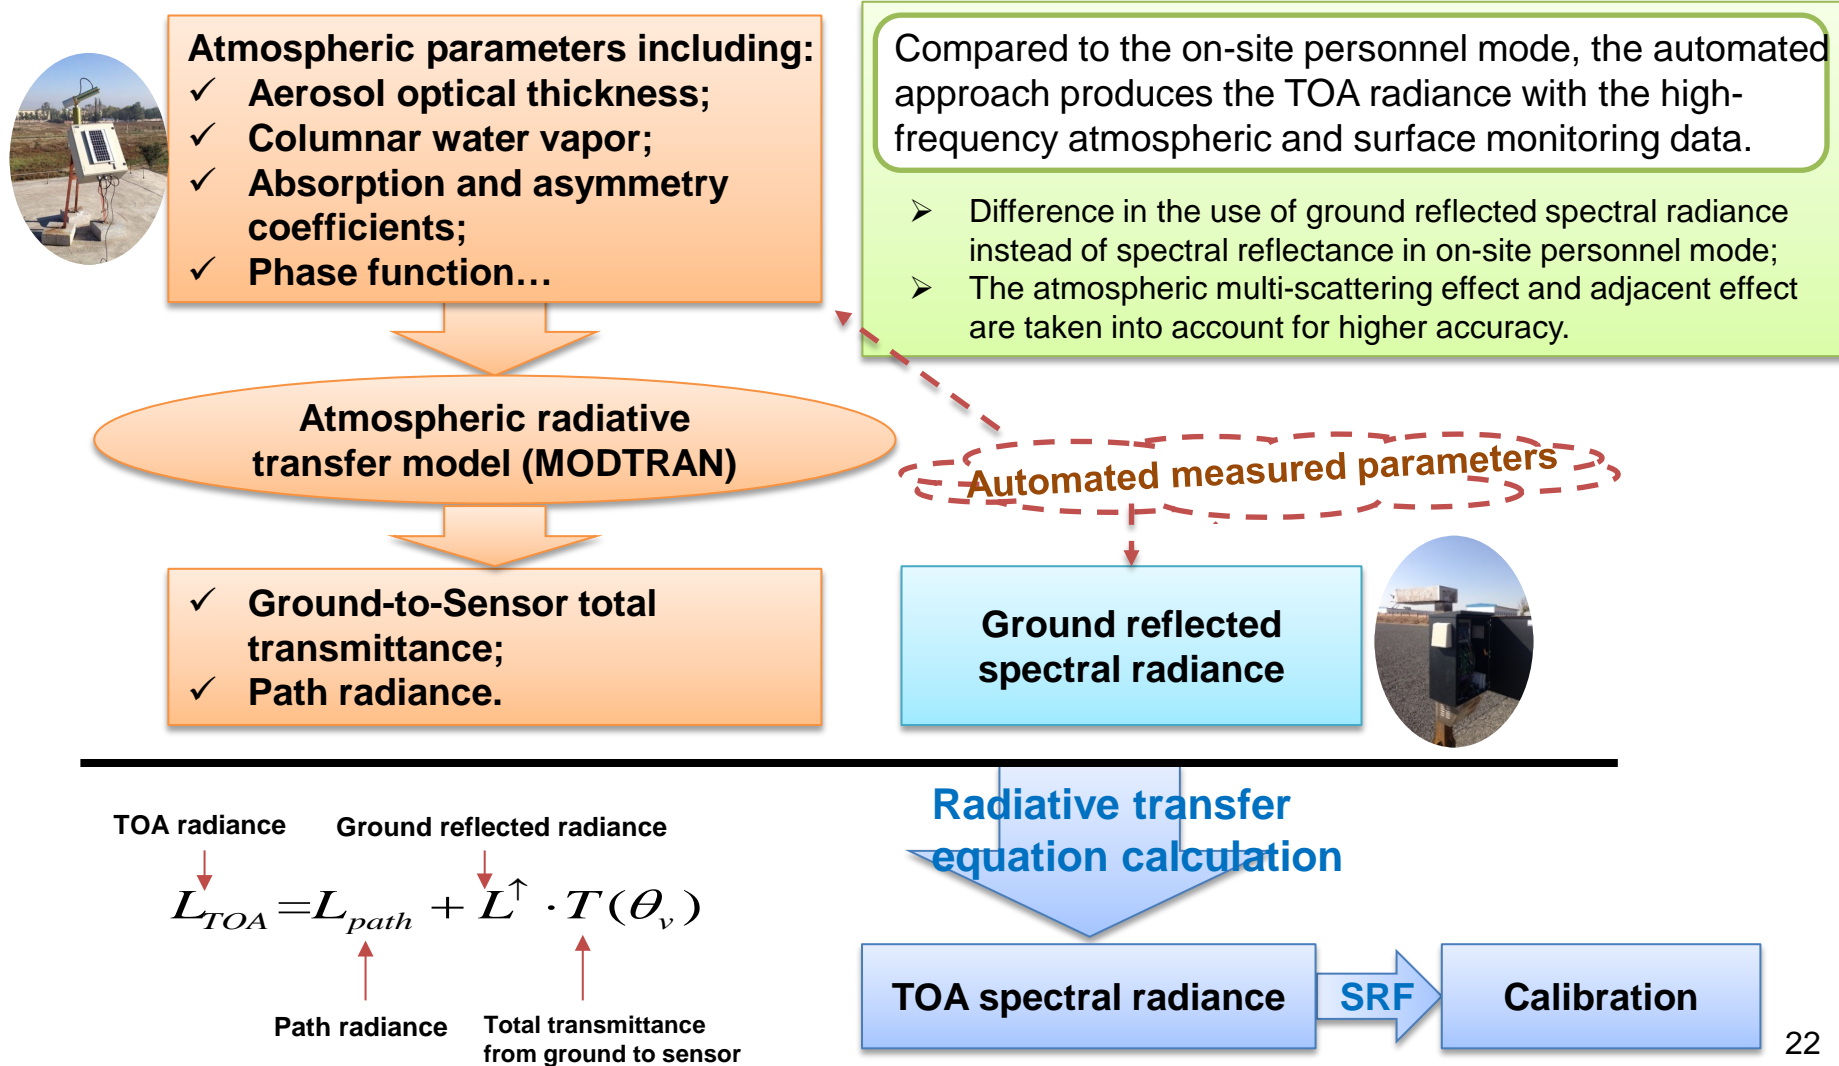 Atmospheric parameters including:
✓ Aerosol optical thickness;
✓ Columnar water vapor;
✓ Absorption and asymmetry
coefficients;
✓ Phase function…
Compared to the on-site personnel mode, the automated
approach produces the TOA radiance with the high-
frequency atmospheric and surface monitoring data.
➢ Difference in the use of ground reflected spectral radiance
instead of spectral reflectance in on-site personnel mode;
➢ The atmospheric multi-scattering effect and adjacent effect
are taken into account for higher accuracy.
Atmospheric radiative
transfer model (MODTRAN)
Automated measured parameters
✓ Ground-to-Sensor total
transmittance;
✓ Path radiance.
Ground reflected
spectral radiance
Radiative transfer
equation calculation
TOA radiance
Ground reflected radiance
L_TOA = L_path + L^↑ · T(θ_v)
Path radiance
Total transmittance
from ground to sensor
TOA spectral radiance
SRF
Calibration
22